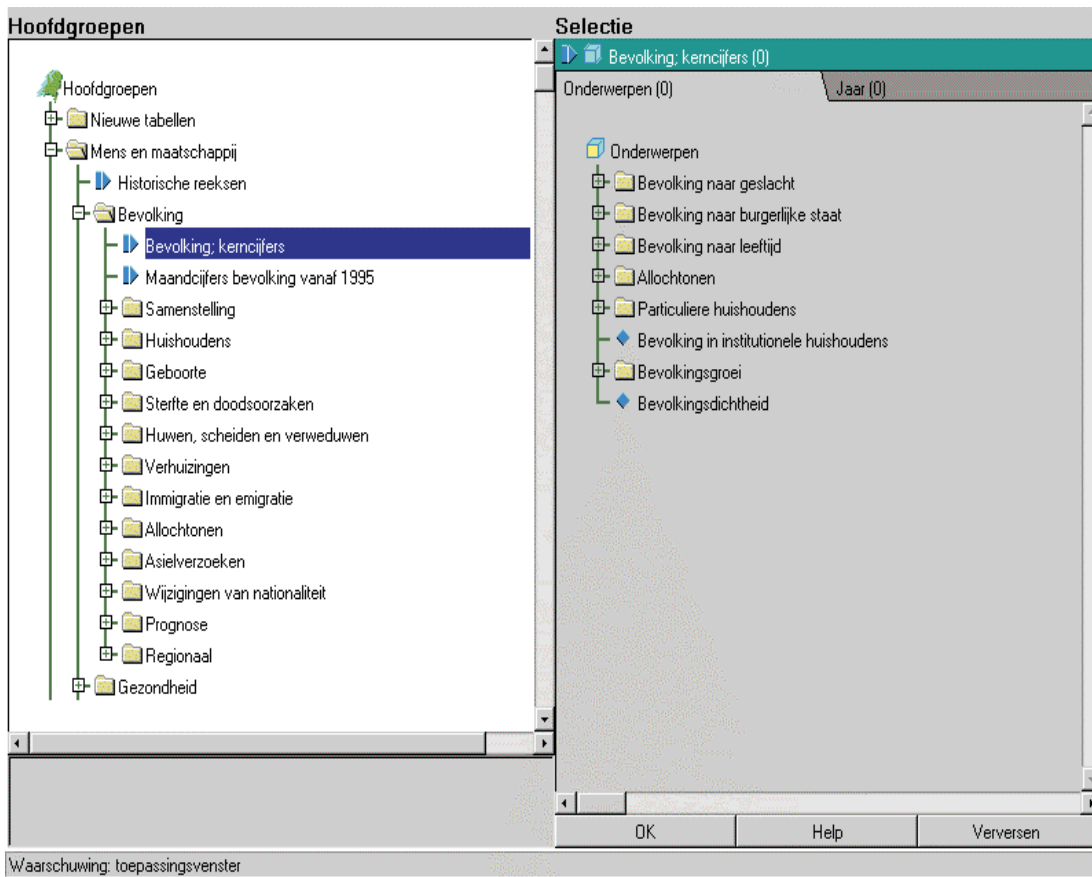 Hoofdgroepen
Hoofdgroepen
Nieuwe tabellen
Mens en maatschappij
Historische reeksen
Bevolking
Bevolking; kerncijfers
Maandcijfers bevolking vanaf 1995
Samenstelling
Huishoudens
Geboorte
Sterfte en doodsoorzaken
Huwen, scheiden en verweduwen
Verhuizingen
Immigratie en emigratie
Allochtonen
Asielverzoeken
Wijzigingen van nationaliteit
Prognose
Regionaal
Gezondheid
Selectie
Bevolking; kerncijfers (0)
Onderwerpen (0) Jaar (0)
Onderwerpen
Bevolking naar geslacht
Bevolking naar burgerlijke staat
Bevolking naar leeftijd
Allochtonen
Particuliere huishoudens
Bevolking in institutionele huishoudens
Bevolkingsgroei
Bevolkingsdichtheid
OK Help Verversen
Waarschuwing: toepassingsvenster